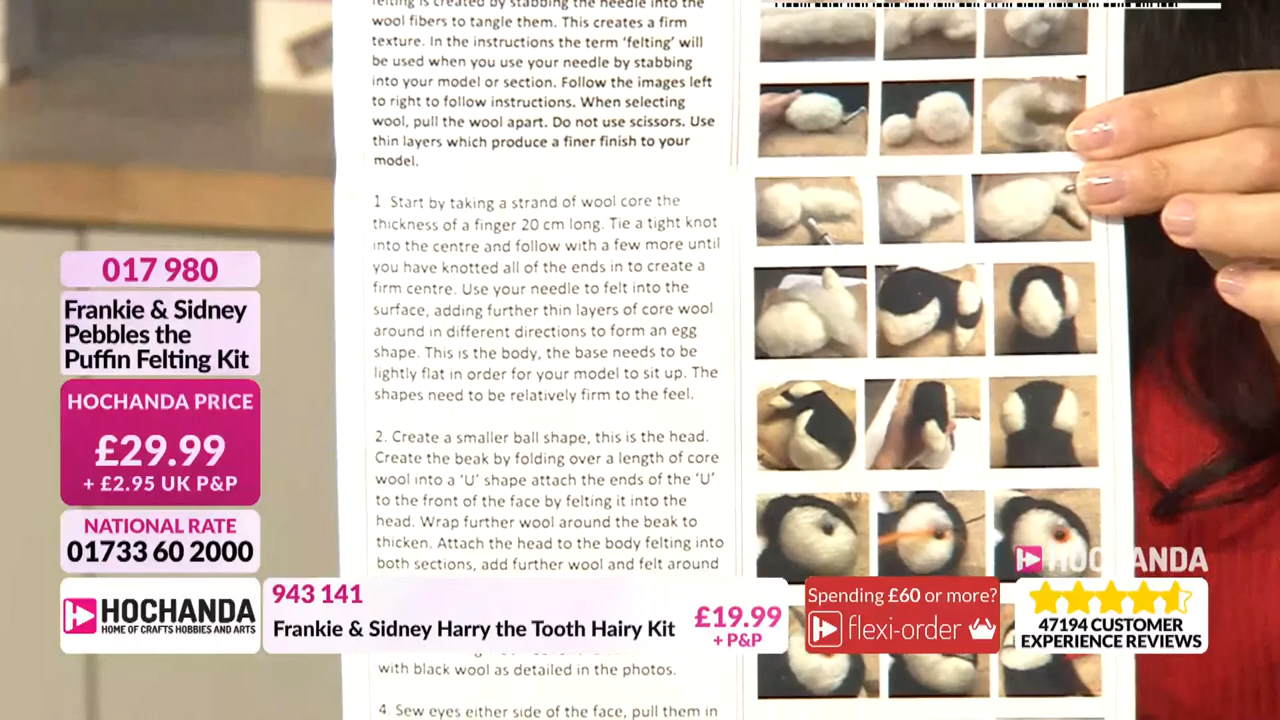 felting is created by stabbing the needle into the
wool fibers to tangle them. This creates a firm
texture. In the instructions the term ‘felting’ will
be used when you use your needle by stabbing
into your model or section. Follow the images left
to right to follow instructions. When selecting
wool, pull the wool apart. Do not use scissors. Use
thin layers which produce a finer finish to your
model.
1. Start by taking a strand of wool core the
thickness of a finger 20 cm long. Tie a tight knot
into the centre and follow with a few more until
you have knotted all of the ends in to create a
firm centre. Use your needle to felt into the
surface, adding further thin layers of core wool
around in different directions to form an egg
shape. This is the body, the base needs to be
lightly flat in order for your model to sit up. The
shapes need to be relatively firm to the feel.
2. Create a smaller ball shape, this is the head.
Create the beak by folding over a length of core
wool into a ‘U’ shape attach the ends of the ‘U’
to the front of the face by felting it into the
head. Wrap further wool around the beak to
thicken. Attach the head to the body felting into
both sections, add further wool and felt around
with black wool as detailed in the photos.
4. Sew eyes either side of the face, pull them in
017 980
Frankie & Sidney
Pebbles the
Puffin Felting Kit
HOCHANDA PRICE
£29.99
+ £2.95 UK P&P
NATIONAL RATE
01733 60 2000
HOCHANDA
HOME OF CRAFTS HOBBIES AND ARTS
943 141
Frankie & Sidney Harry the Tooth Hairy Kit
£19.99
+ P&P
Spending £60 or more?
flexi-order
HOCHANDA
47194 CUSTOMER
EXPERIENCE REVIEWS